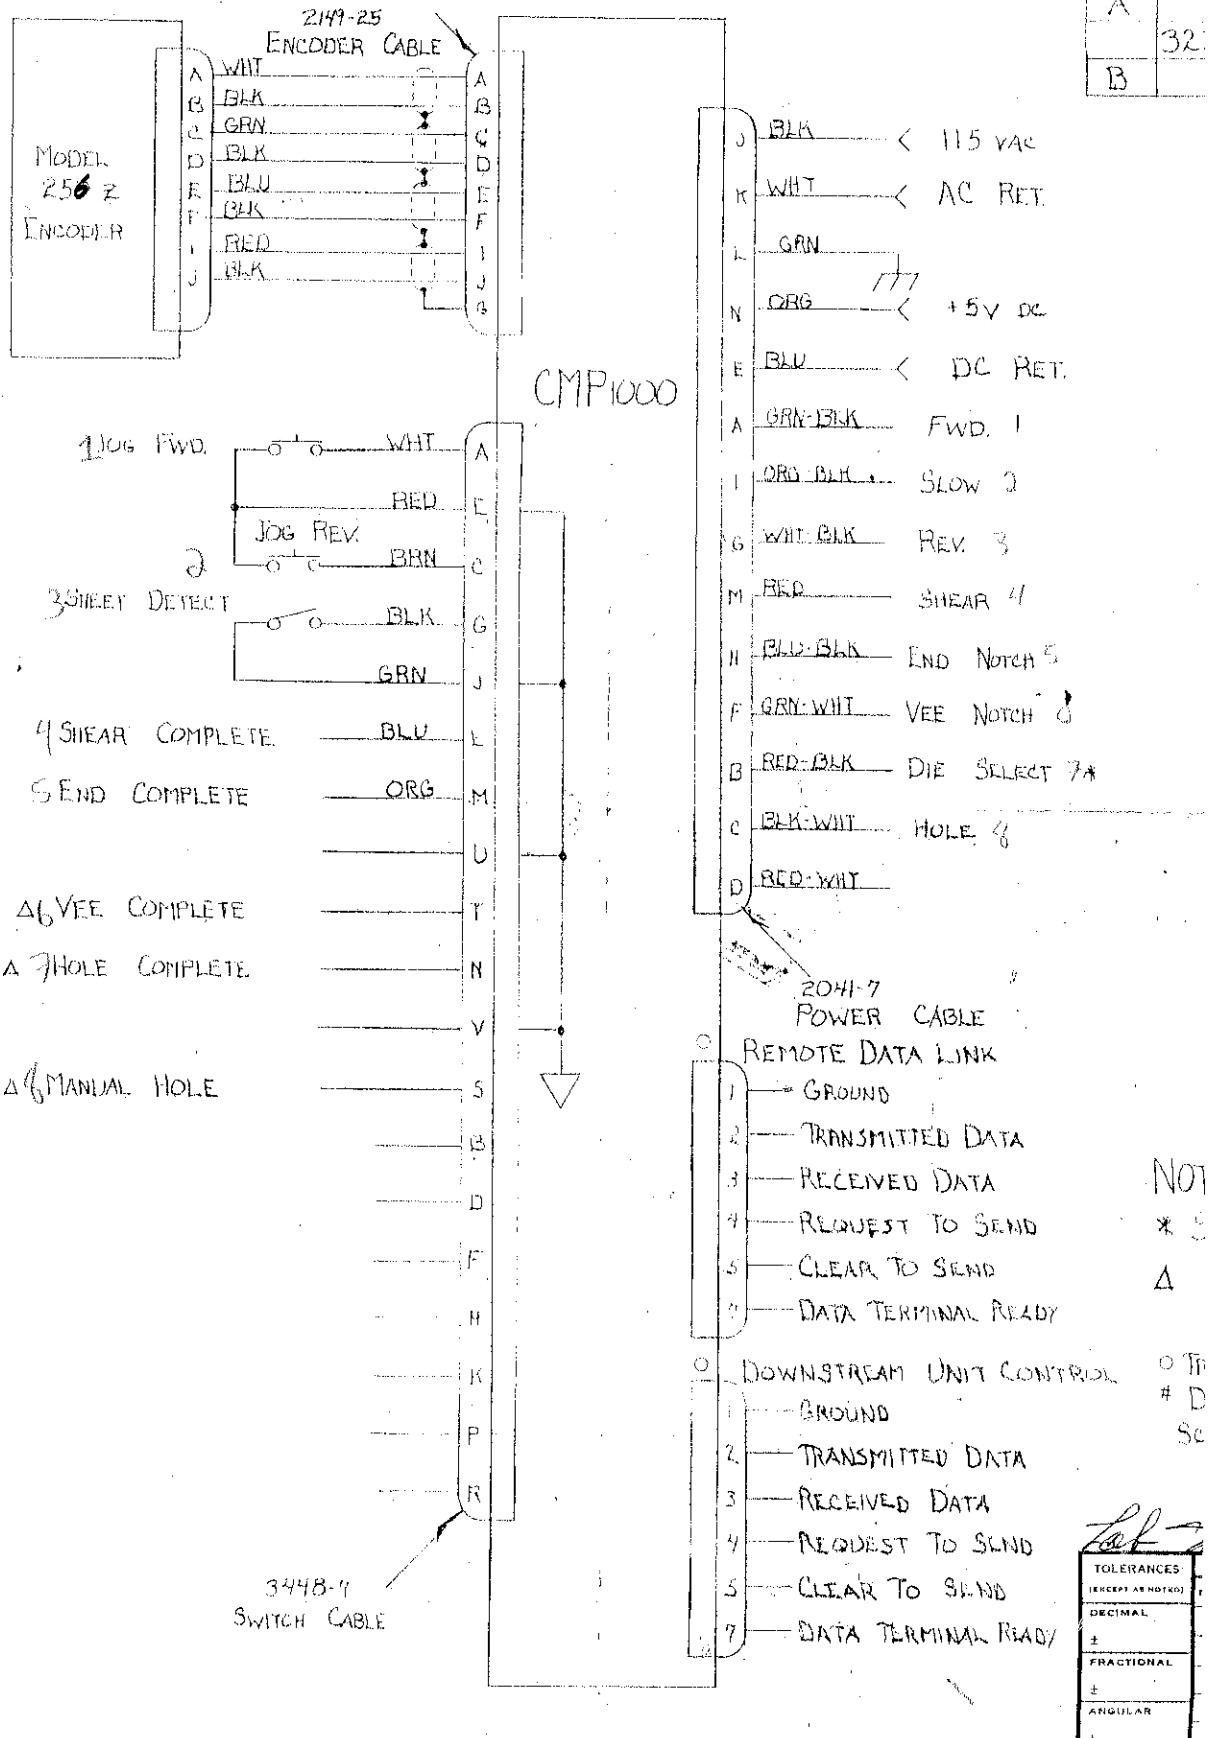 2149-25
ENCODER CABLE
MODEL
256 Z
ENCODER
A WHT A
B BLK B
C GRN C
D BLK D
E BLU E
F BLK F
I RED I
J BLK J
B
CMP1000
1 JOG FWD. WHT A
RED E
JOG REV.
2 BRN C
3 SHEET DETECT BLK G
GRN J
4 SHEAR COMPLETE BLU L
5 END COMPLETE ORG M
U
Δ 6 VEE COMPLETE T
Δ 7 HOLE COMPLETE N
V
Δ 8 MANUAL HOLE S
B
D
F
H
K
P
R
3448-4
SWITCH CABLE
J BLK 115 VAC
K WHT AC RET.
L GRN
N ORG +5V DC
E BLU DC RET.
A GRN-BLK FWD. 1
I ORG-BLK SLOW 2
G WHT-BLK REV. 3
M RED SHEAR 4
H BLU-BLK END NOTCH 5
F GRN-WHT VEE NOTCH
B RED-BLK DIE SELECT 7*
C BLK-WHT HOLE 8
D RED-WHT
2041-7
POWER CABLE
O REMOTE DATA LINK
1 GROUND
2 TRANSMITTED DATA
3 RECEIVED DATA
4 REQUEST TO SEND
5 CLEAR TO SEND
7 DATA TERMINAL READY
O DOWNSTREAM UNIT CONTROL
1 GROUND
2 TRANSMITTED DATA
3 RECEIVED DATA
4 REQUEST TO SEND
5 CLEAR TO SEND
7 DATA TERMINAL READY
A
32
B
NOT
*
Δ
O TR
# D
SC
TOLERANCES
(EXCEPT AS NOTED)
DECIMAL
±
FRACTIONAL
±
ANGULAR